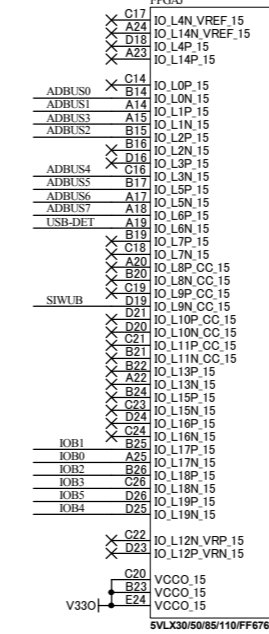 C17 IO_L4N_VREF_15
A24 IO_L14N_VREF_15
D18 IO_L4P_15
A23 IO_L14P_15
C14 IO_L0P_15
ADBUS0 B14 IO_L0N_15
ADBUS1 A14 IO_L1P_15
ADBUS3 A15 IO_L1N_15
ADBUS2 B15 IO_L2P_15
B16 IO_L2N_15
D16 IO_L3P_15
ADBUS4 C16 IO_L3N_15
ADBUS5 B17 IO_L5P_15
ADBUS6 A17 IO_L5N_15
ADBUS7 A18 IO_L6P_15
USB-DET A19 IO_L6N_15
B19 IO_L7P_15
C18 IO_L7N_15
A20 IO_L8P_CC_15
B20 IO_L8N_CC_15
C19 IO_L9P_CC_15
SIWUB D19 IO_L9N_CC_15
D21 IO_L10P_CC_15
D20 IO_L10N_CC_15
C21 IO_L11P_CC_15
B21 IO_L11N_CC_15
B22 IO_L13P_15
A22 IO_L13N_15
B24 IO_L15P_15
C23 IO_L15N_15
D24 IO_L16P_15
C24 IO_L16N_15
IOB1 B25 IO_L17P_15
IOB0 A25 IO_L17N_15
IOB2 B26 IO_L18P_15
IOB3 C26 IO_L18N_15
IOB5 D26 IO_L19P_15
IOB4 D25 IO_L19N_15
C22 IO_L12N_VRP_15
D23 IO_L12P_VRN_15
C20 VCCO_15
B23 VCCO_15
V33O E24 VCCO_15
5VLX30/50/85/110/FF676